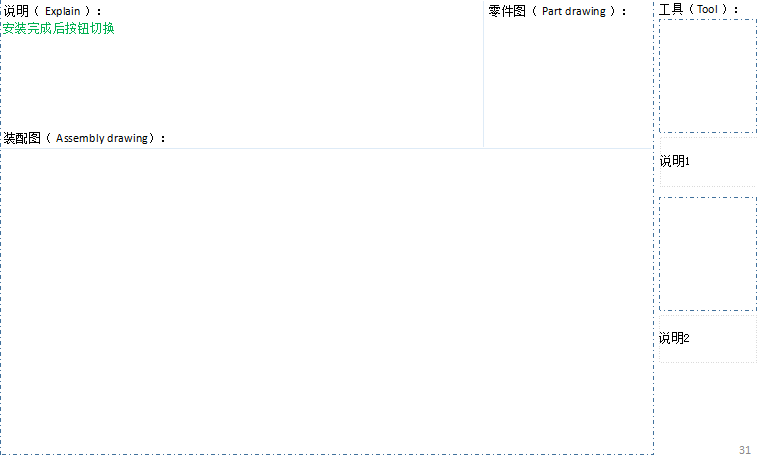 说明（ Explain ）：
安装完成后按钮切换
零件图（ Part drawing ）：
工具（Tool ）：
装配图（ Assembly drawing）：
说明1
说明2
31